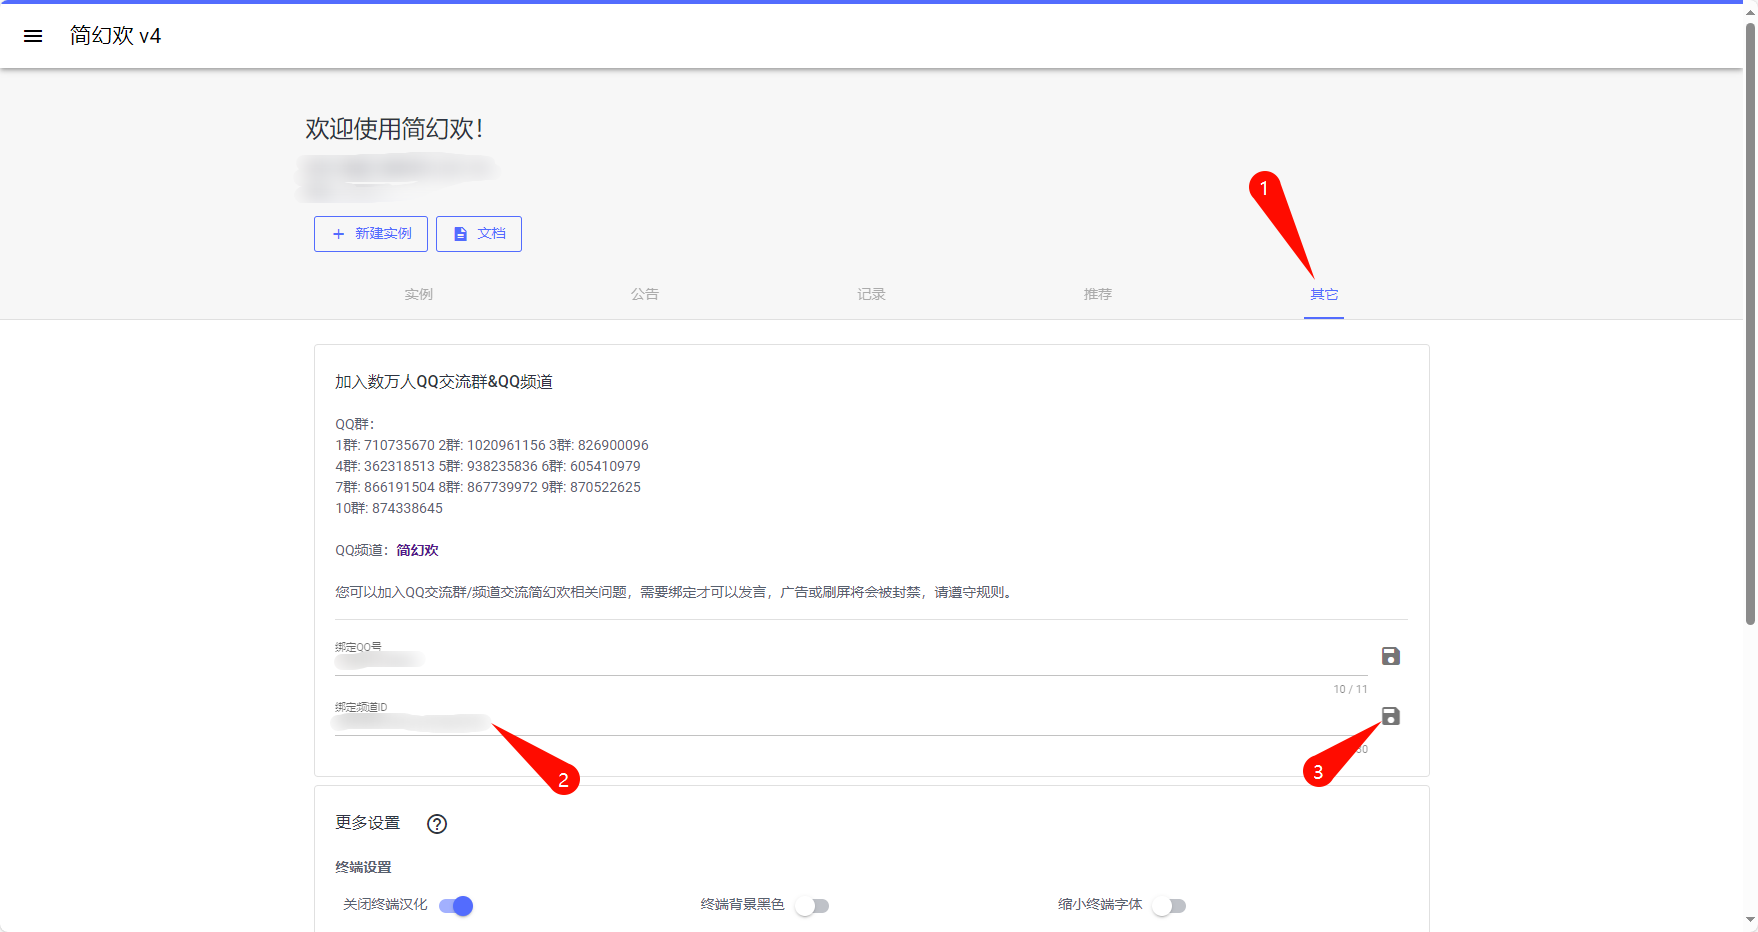 简幻欢 v4
欢迎使用简幻欢！
1
新建实例 文档
实例 公告 记录 推荐 其它
加入数万人QQ交流群&QQ频道
QQ群：
1群: 710735670 2群: 1020961156 3群: 826900096
4群: 362318513 5群: 938235836 6群: 605410979
7群: 866191504 8群: 867739972 9群: 870522625
10群: 874338645
QQ频道：简幻欢
您可以加入QQ交流群/频道交流简幻欢相关问题，需要绑定才可以发言，广告或刷屏将会被封禁，请遵守规则。
绑定QQ号
10 / 11
绑定频道ID
2
3
更多设置
终端设置
关闭终端汉化 终端背景黑色 缩小终端字体